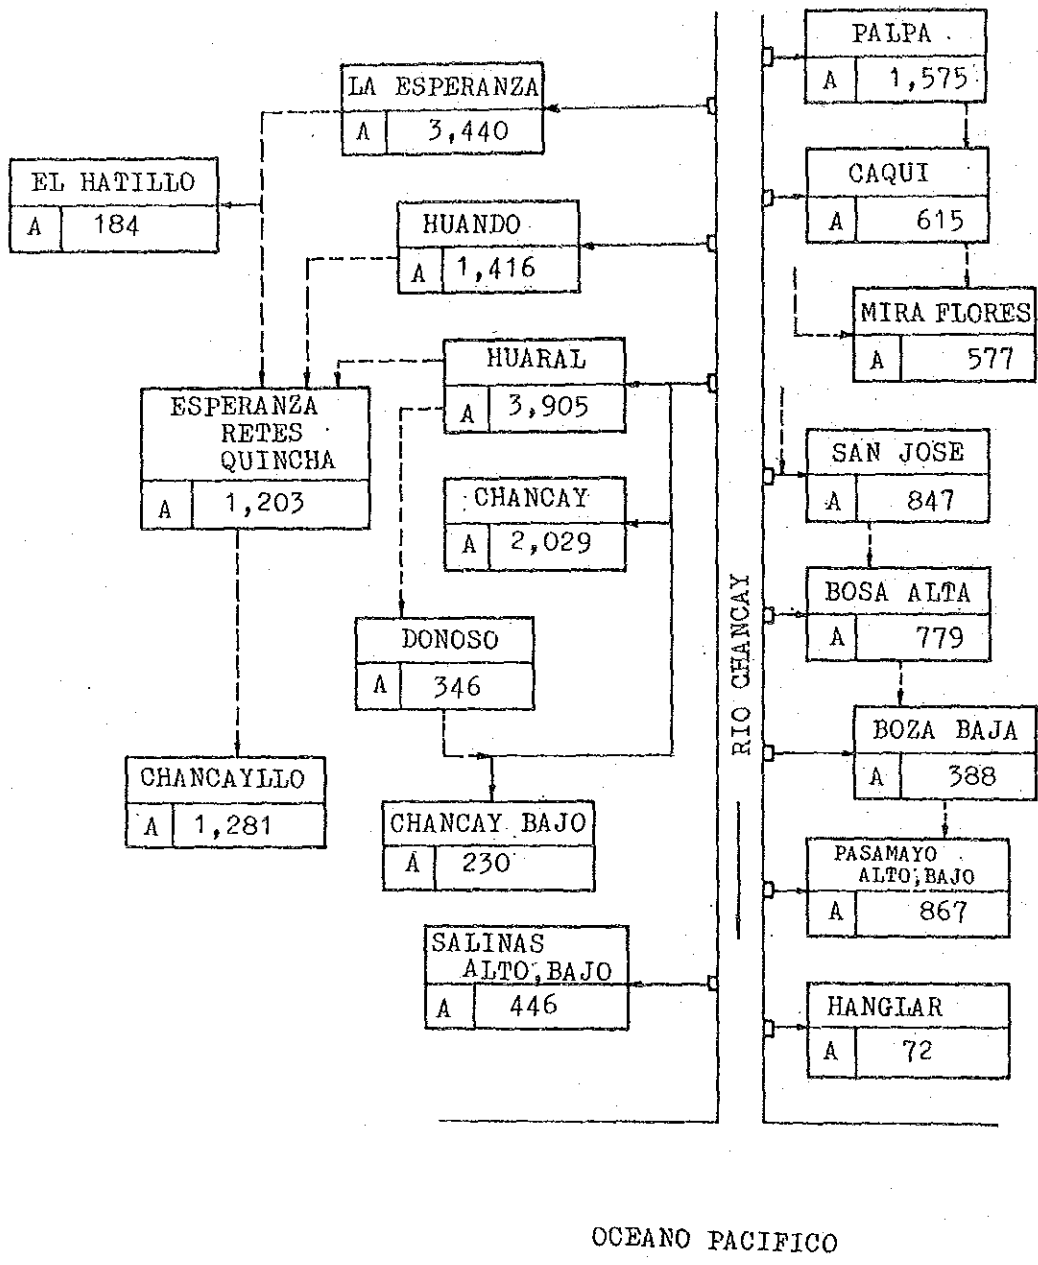 PALPA
A 1,575
LA ESPERANZA
A 3,440
CAQUI
A 615
EL HATILLO
A 184
HUANDO
A 1,416
MIRA FLORES
A 577
HUARAL
A 3,905
ESPERANZA
RETES
QUINCHA
A 1,203
SAN JOSE
A 847
CHANCAY
A 2,029
BOSA ALTA
A 779
RIO CHANCAY
DONOSO
A 346
BOZA BAJA
A 388
CHANCAYLLO
A 1,281
CHANCAY BAJO
A 230
PASAMAYO
ALTO,BAJO
A 867
SALINAS
ALTO,BAJO
A 446
HANGLAR
A 72
OCEANO PACIFICO